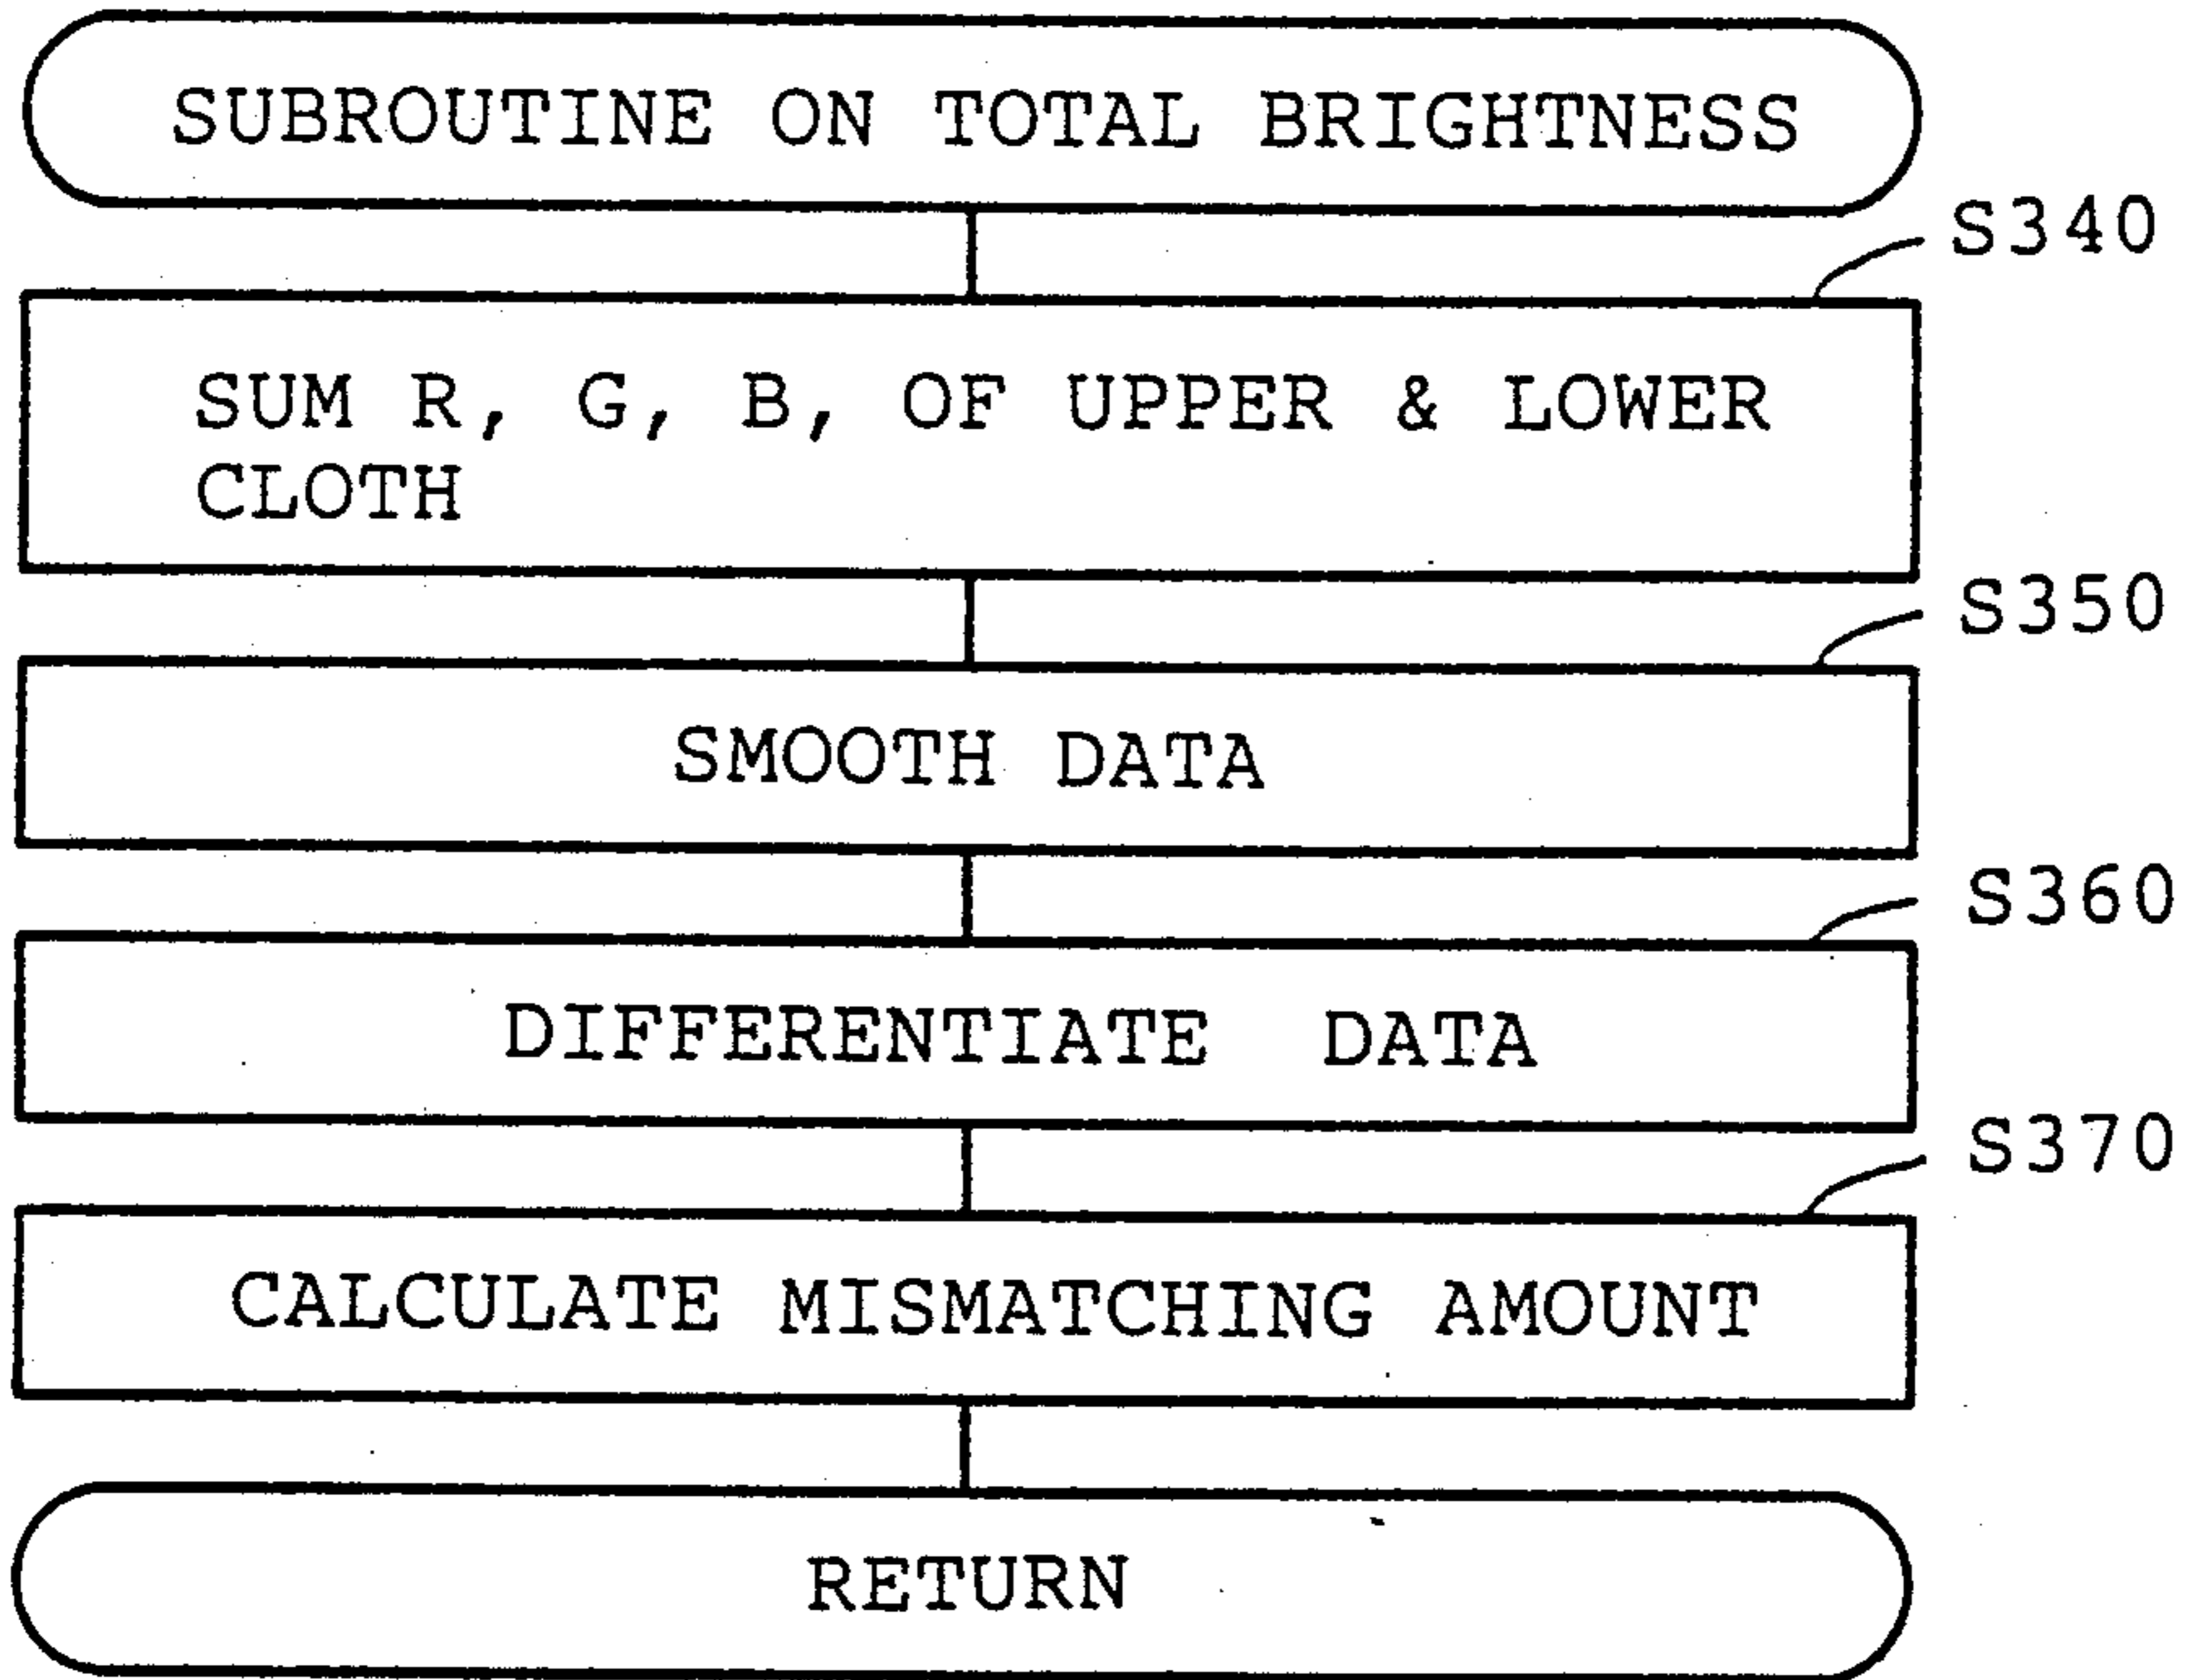 SUBROUTINE ON TOTAL BRIGHTNESS
S340
SUM R, G, B, OF UPPER & LOWER
CLOTH
S350
SMOOTH DATA
S360
DIFFERENTIATE DATA
S370
CALCULATE MISMATCHING AMOUNT
RETURN